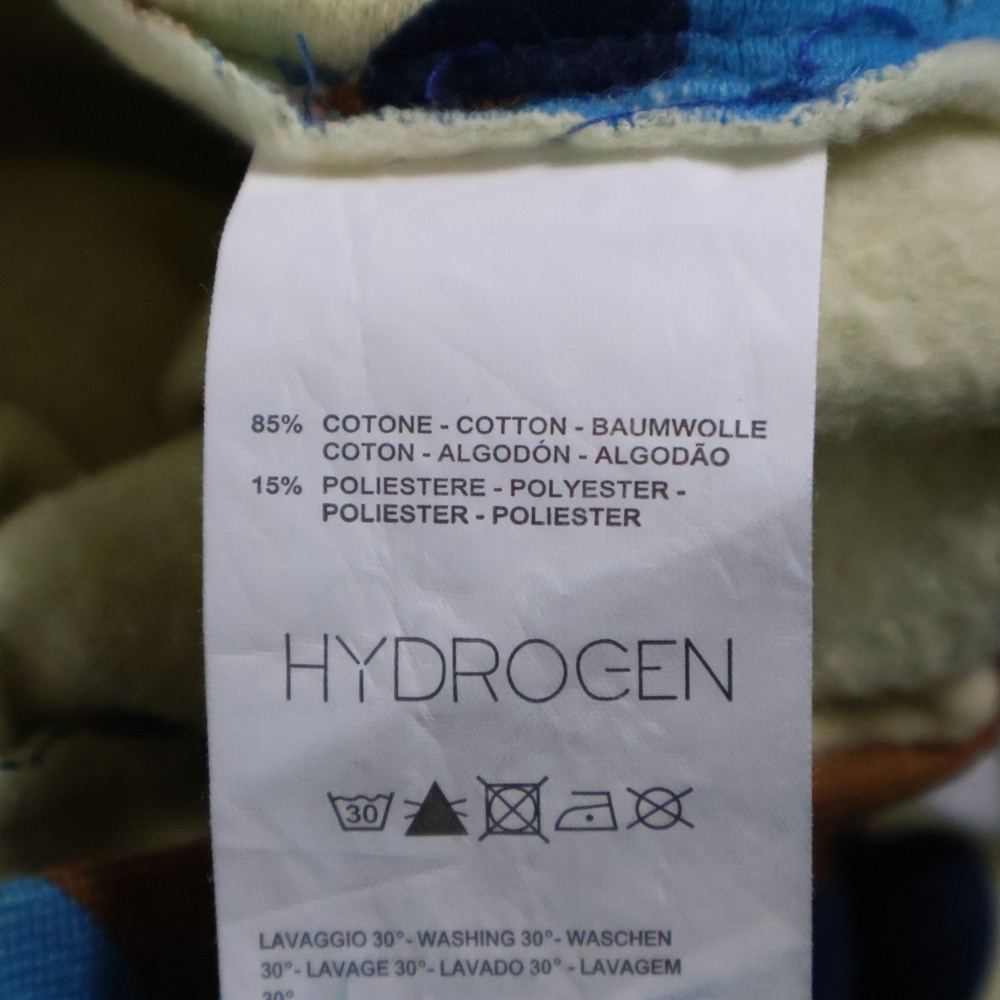 85% COTONE - COTTON - BAUMWOLLE
COTON - ALGODÓN - ALGODÃO
15% POLIESTERE - POLYESTER -
POLIESTER - POLIESTER
HYDROGEN
30
LAVAGGIO 30°- WASHING 30°- WASCHEN
30°- LAVAGE 30°- LAVADO 30° - LAVAGEM
30°